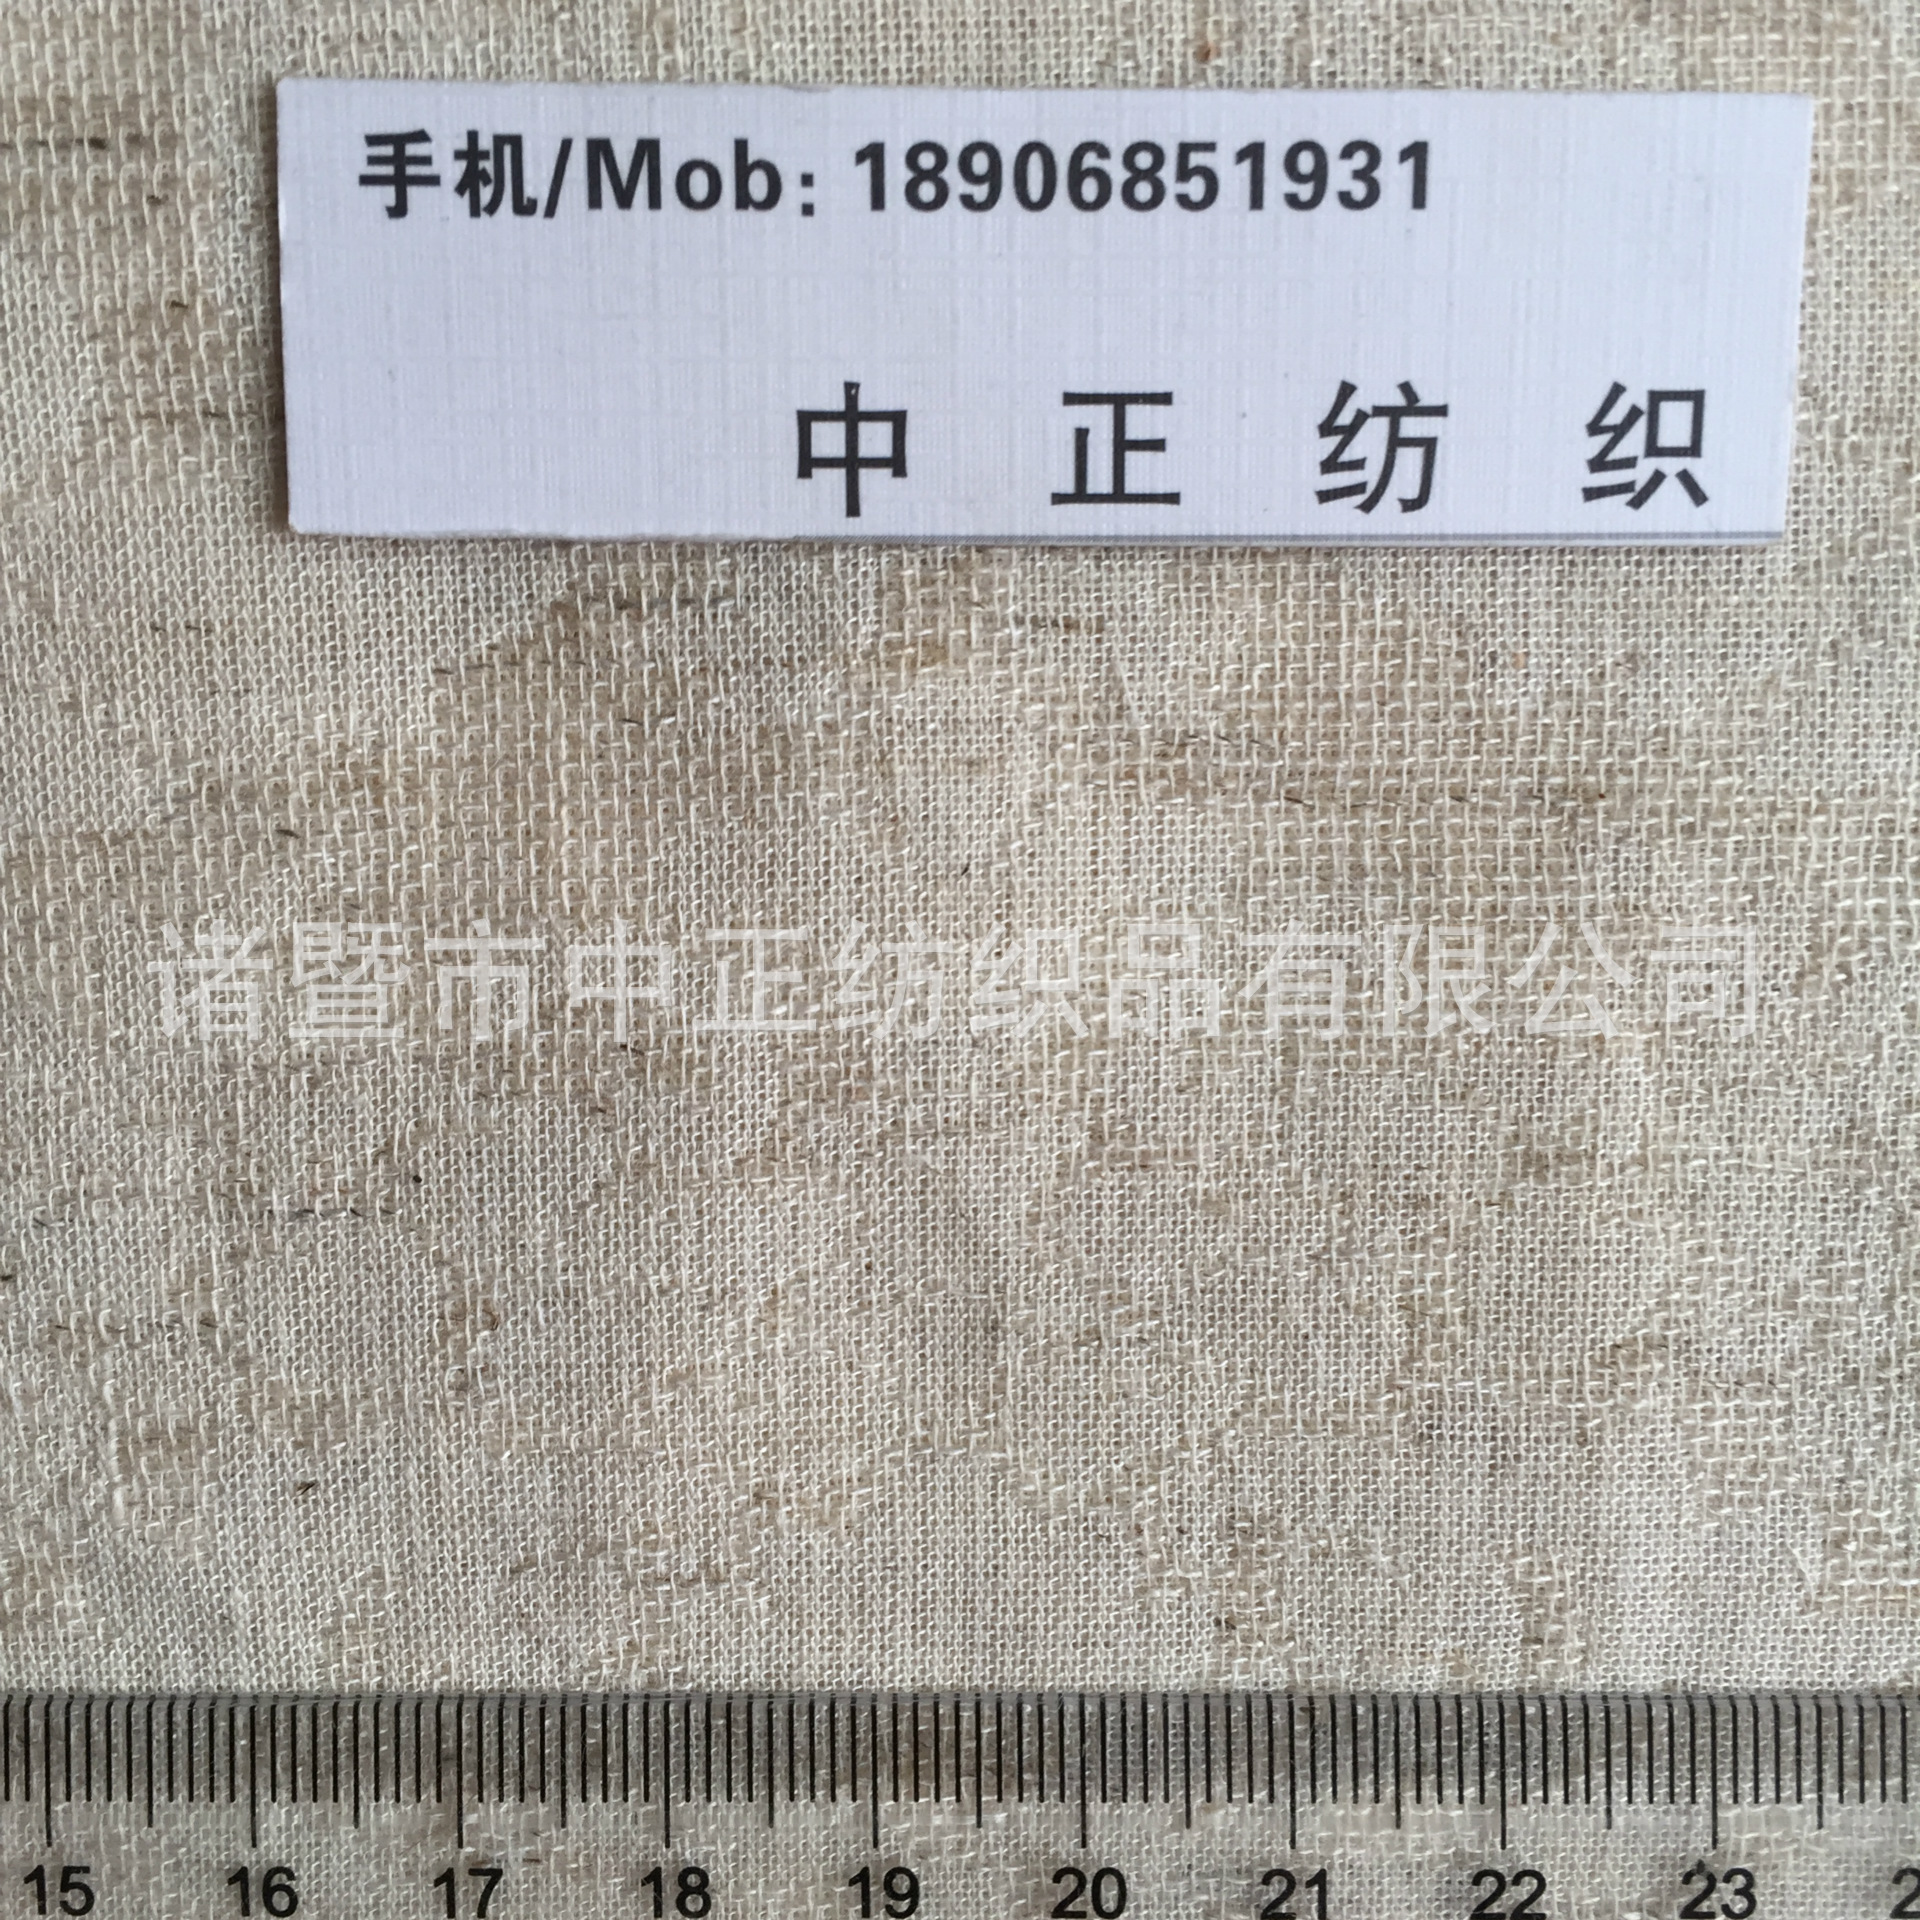 手机/Mob: 18906851931
中正纺织
诸暨市中正纺织品有限公司
15 16 17 18 19 20 21 22 23